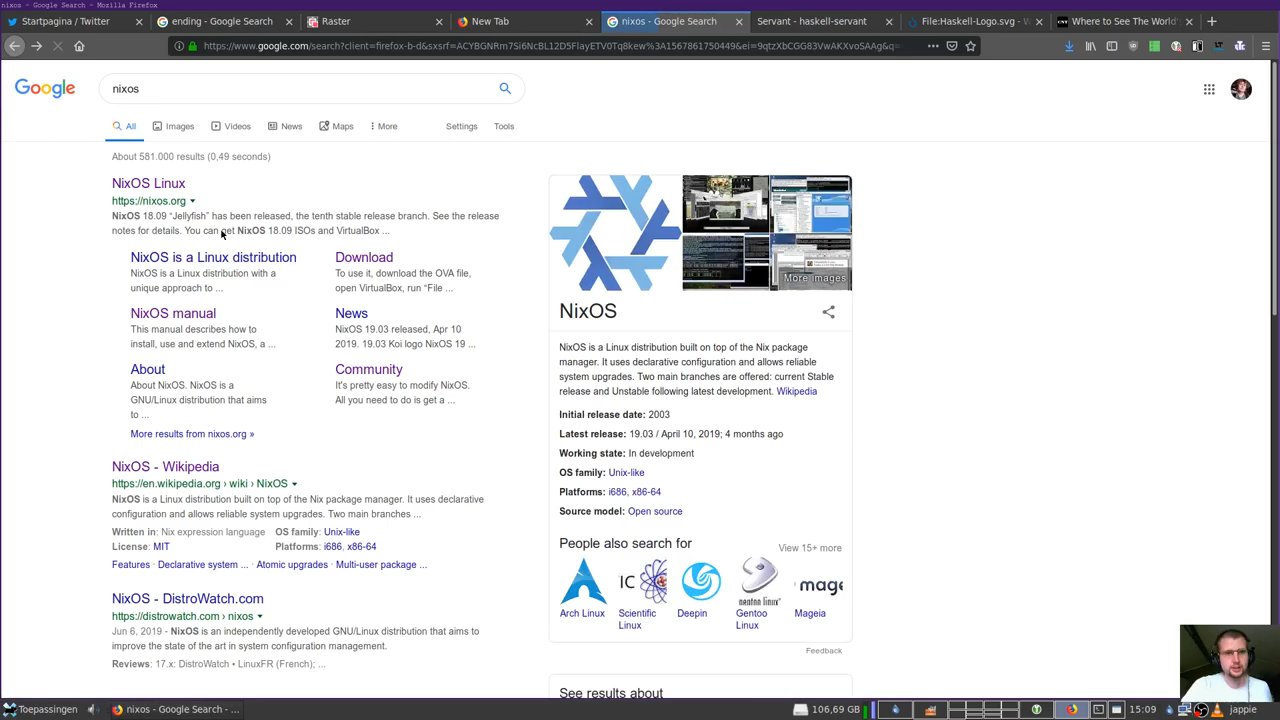 nixos - Google Search - Mozilla Firefox
Startpagina / Twitter
ending - Google Search
Raster
New Tab
nixos - Google Search
Servant — haskell-servant
File:Haskell-Logo.svg - W
Where to See The World'
https://www.google.com/search?client=firefox-b-d&sxsrf=ACYBGNRm7Si6NcBL12D5FlayETV0Tq8kew%3A1567861750449&ei=9qtzXbCGG83VwAKXvoSAAg&q=
Google
nixos
All
Images
Videos
News
Maps
More
Settings
Tools
About 581.000 results (0,49 seconds)
NixOS Linux
https://nixos.org
NixOS 18.09 “Jellyfish” has been released, the tenth stable release branch. See the release
notes for details. You can get NixOS 18.09 ISOs and VirtualBox ...
NixOS is a Linux distribution
NixOS is a Linux distribution with a
unique approach to ...
Download
To use it, download the OVA file,
open VirtualBox, run “File ...
NixOS manual
This manual describes how to
install, use and extend NixOS, a ...
News
NixOS 19.03 released, Apr 10
2019. 19.03 Koi logo NixOS 19 ...
About
About NixOS. NixOS is a
GNU/Linux distribution that aims
to ...
Community
It's pretty easy to modify NixOS.
All you need to do is get a ...
More results from nixos.org »
NixOS - Wikipedia
https://en.wikipedia.org › wiki › NixOS
NixOS is a Linux distribution built on top of the Nix package manager. It uses declarative
configuration and allows reliable system upgrades. Two main branches ...
Written in: Nix expression language OS family: Unix-like
License: MIT Platforms: i686, x86-64
Features · Declarative system ... · Atomic upgrades · Multi-user package ...
NixOS - DistroWatch.com
https://distrowatch.com › nixos
Jun 6, 2019 - NixOS is an independently developed GNU/Linux distribution that aims to
improve the state of the art in system configuration management.
Reviews: 17.x: DistroWatch • LinuxFR (French); ...
More images
NixOS
NixOS is a Linux distribution built on top of the Nix package
manager. It uses declarative configuration and allows reliable
system upgrades. Two main branches are offered: current Stable
release and Unstable following latest development. Wikipedia
Initial release date: 2003
Latest release: 19.03 / April 10, 2019; 4 months ago
Working state: In development
OS family: Unix-like
Platforms: i686, x86-64
Source model: Open source
People also search for
View 15+ more
IC
gentoo linux
mage
Arch Linux
Scientific
Linux
Deepin
Gentoo
Linux
Mageia
Feedback
See results about
Toepassingen
nixos - Google Search - ...
106,69 GB
15:09
jappie